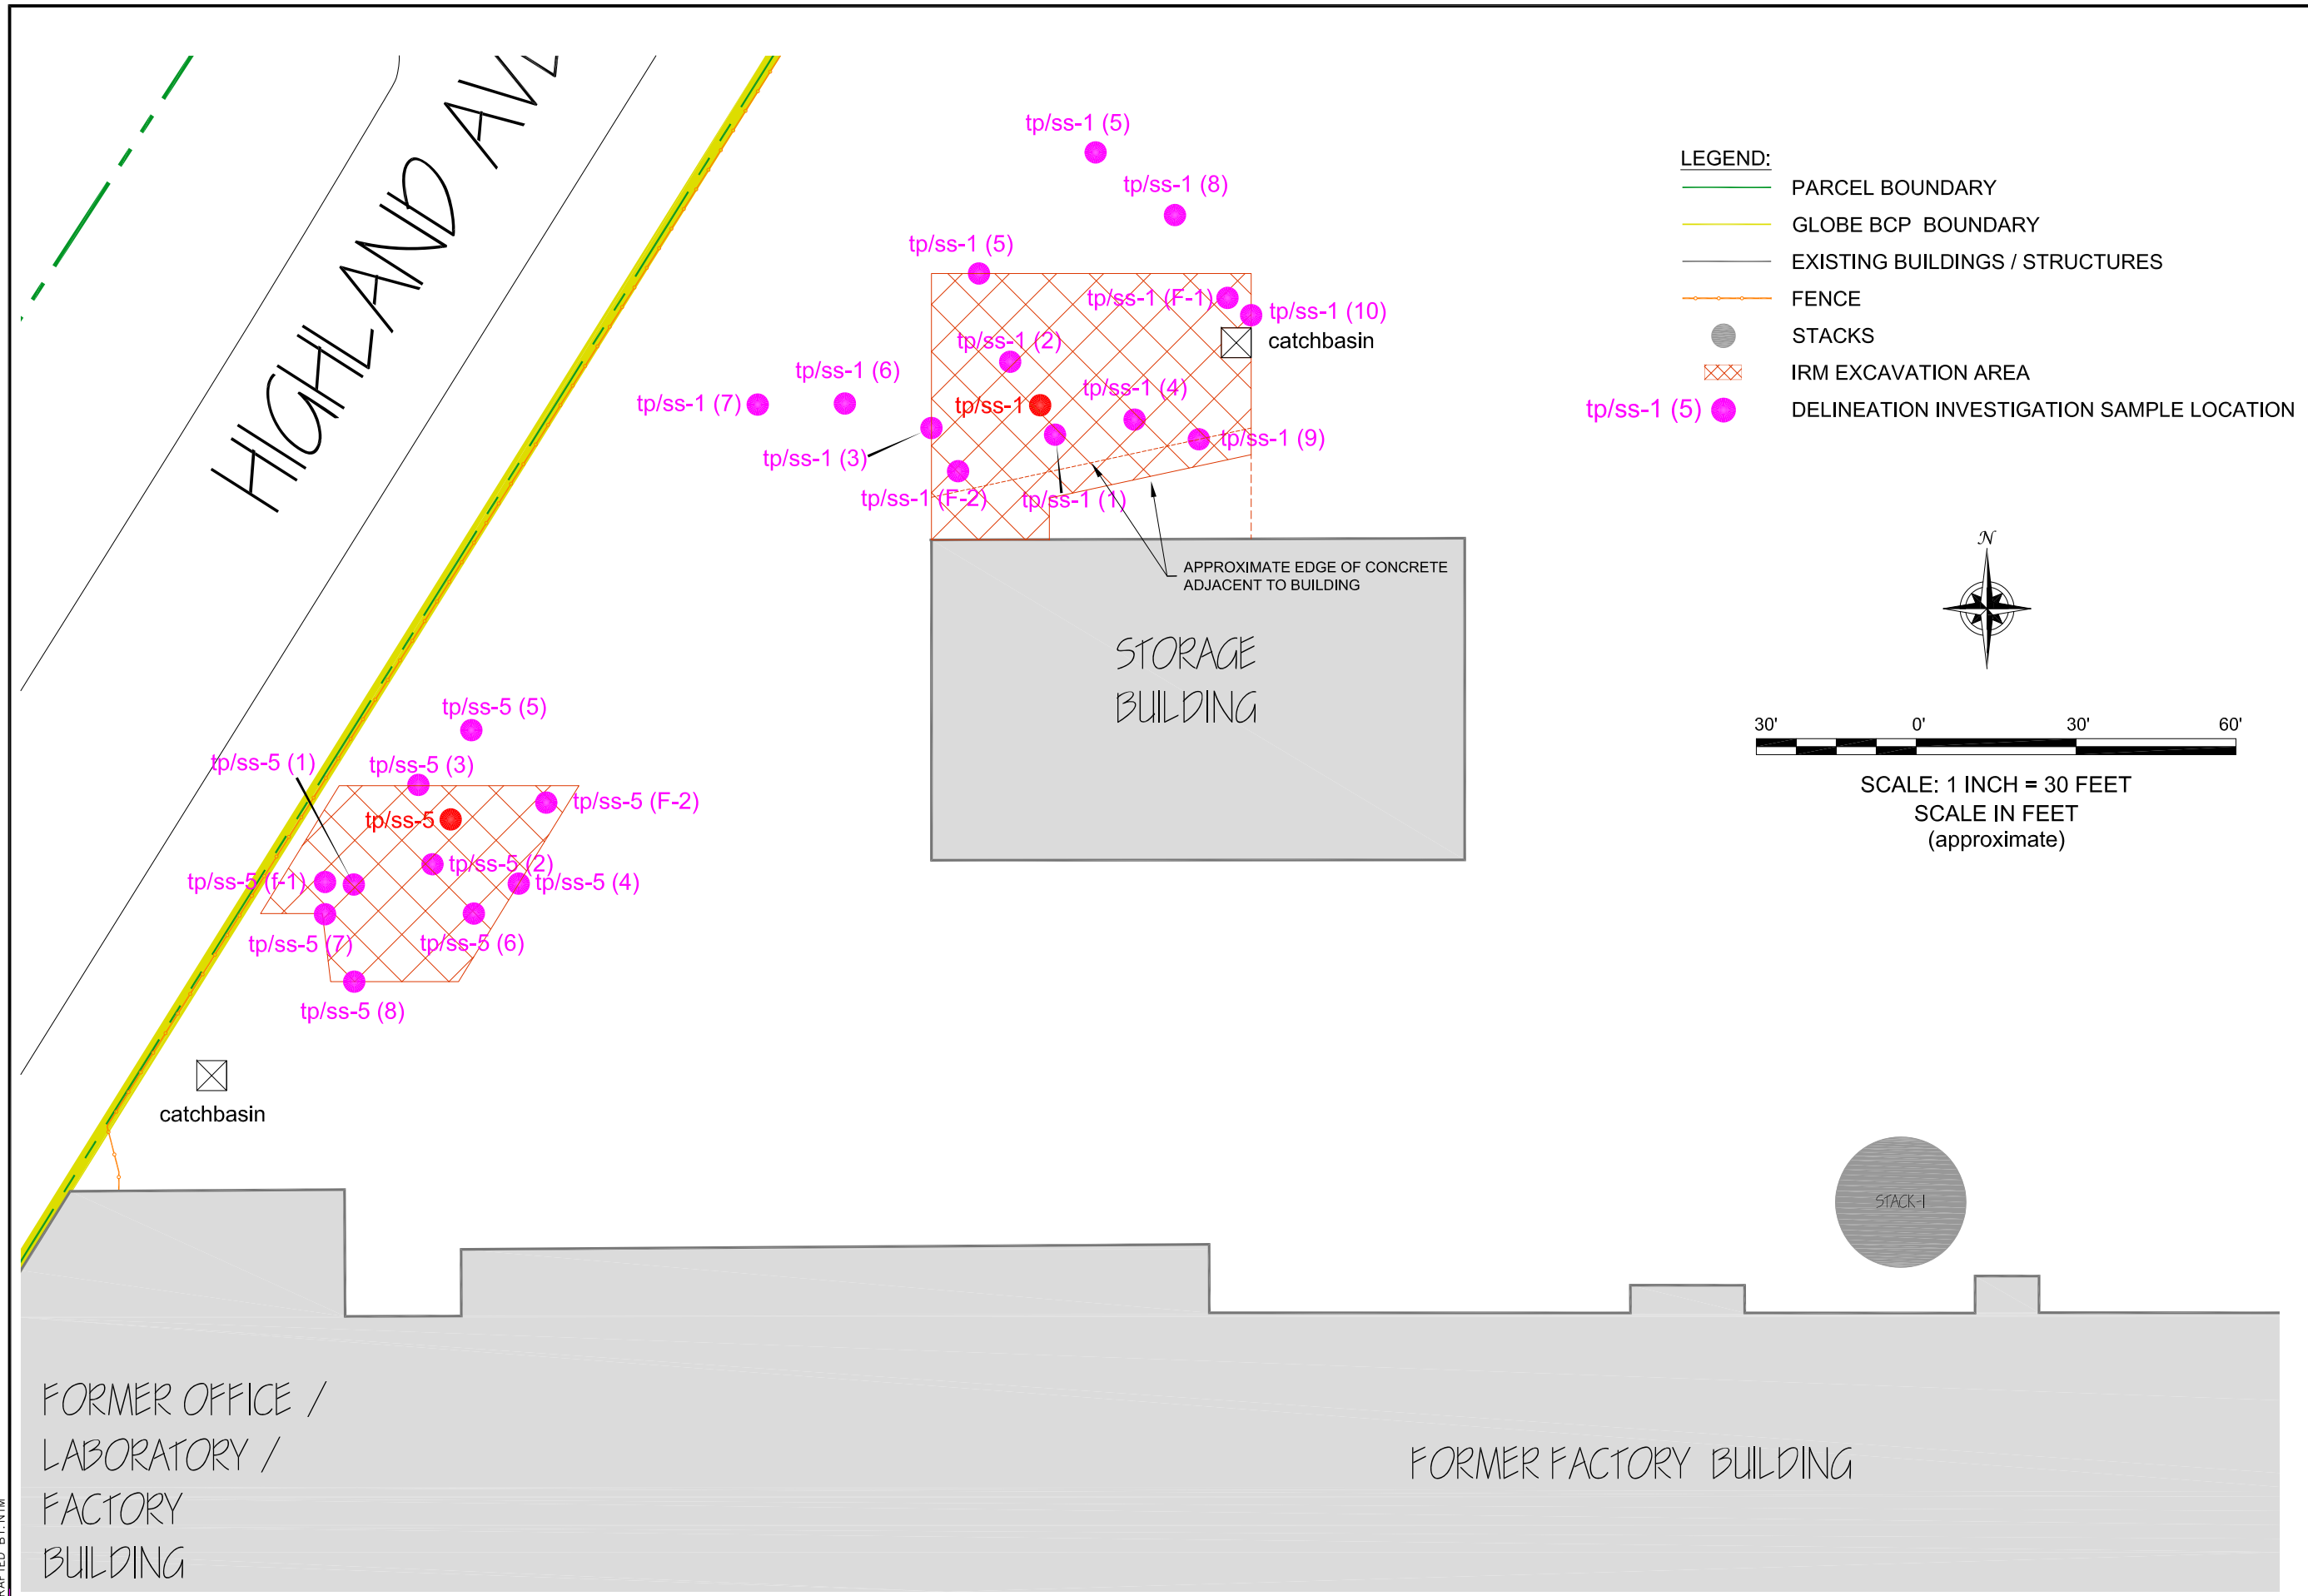 HIGHLAND AVE
tp/ss-1 (5)
tp/ss-1 (8)
tp/ss-1 (5)
tp/ss-1 (F-1)
tp/ss-1 (10)
catchbasin
tp/ss-1 (2)
tp/ss-1 (6)
tp/ss-1 (4)
tp/ss-1 (7)
tp/ss-1
tp/ss-1 (9)
tp/ss-1 (3)
tp/ss-1 (F-2)
tp/ss-1 (1)
APPROXIMATE EDGE OF CONCRETE
ADJACENT TO BUILDING
STORAGE
BUILDING
LEGEND:
PARCEL BOUNDARY
GLOBE BCP BOUNDARY
EXISTING BUILDINGS / STRUCTURES
FENCE
STACKS
IRM EXCAVATION AREA
tp/ss-1 (5) DELINEATION INVESTIGATION SAMPLE LOCATION
N
30' 0' 30' 60'
SCALE: 1 INCH = 30 FEET
SCALE IN FEET
(approximate)
tp/ss-5 (5)
tp/ss-5 (1)
tp/ss-5 (3)
tp/ss-5 (F-2)
tp/ss-5
tp/ss-5 (2)
tp/ss-5 (f-1)
tp/ss-5 (4)
tp/ss-5 (7)
tp/ss-5 (6)
tp/ss-5 (8)
catchbasin
STACK-1
FORMER OFFICE /
LABORATORY /
FACTORY
BUILDING
FORMER FACTORY BUILDING